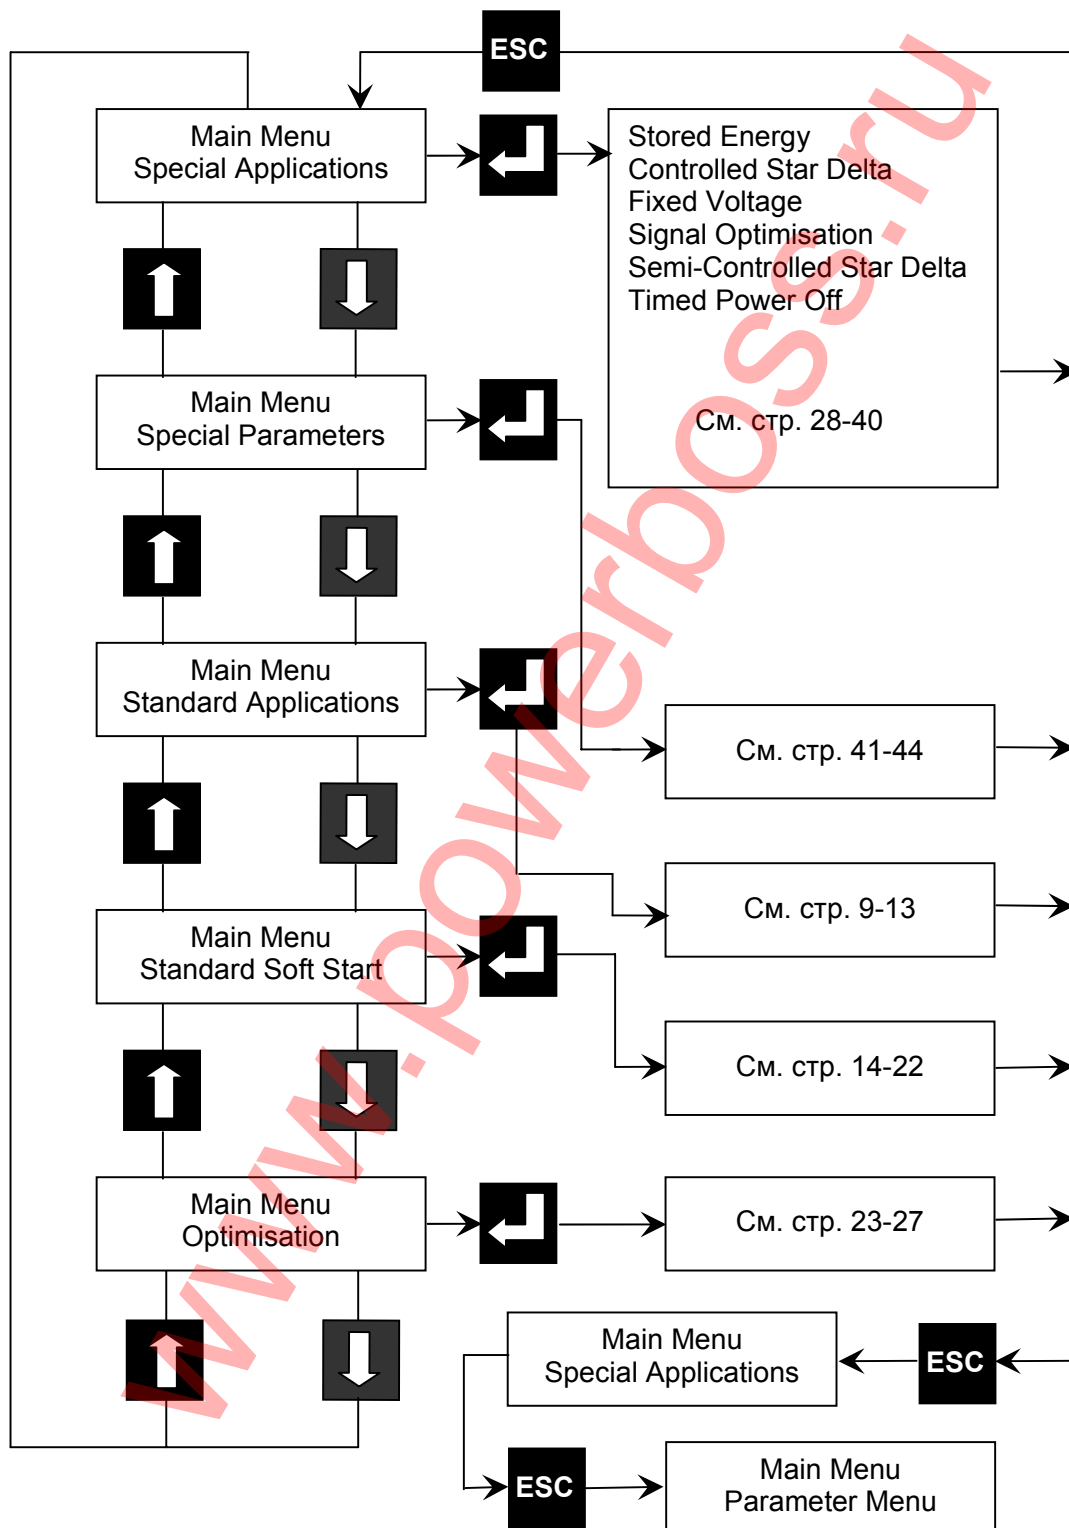 ESC
Main Menu
Special Applications
Stored Energy
Controlled Star Delta
Fixed Voltage
Signal Optimisation
Semi-Controlled Star Delta
Timed Power Off
См. стр. 28-40
Main Menu
Special Parameters
Main Menu
Standard Applications
См. стр. 41-44
См. стр. 9-13
Main Menu
Standard Soft Start
См. стр. 14-22
Main Menu
Optimisation
См. стр. 23-27
Main Menu
Special Applications
ESC
ESC
Main Menu
Parameter Menu
www.powerboss.ru